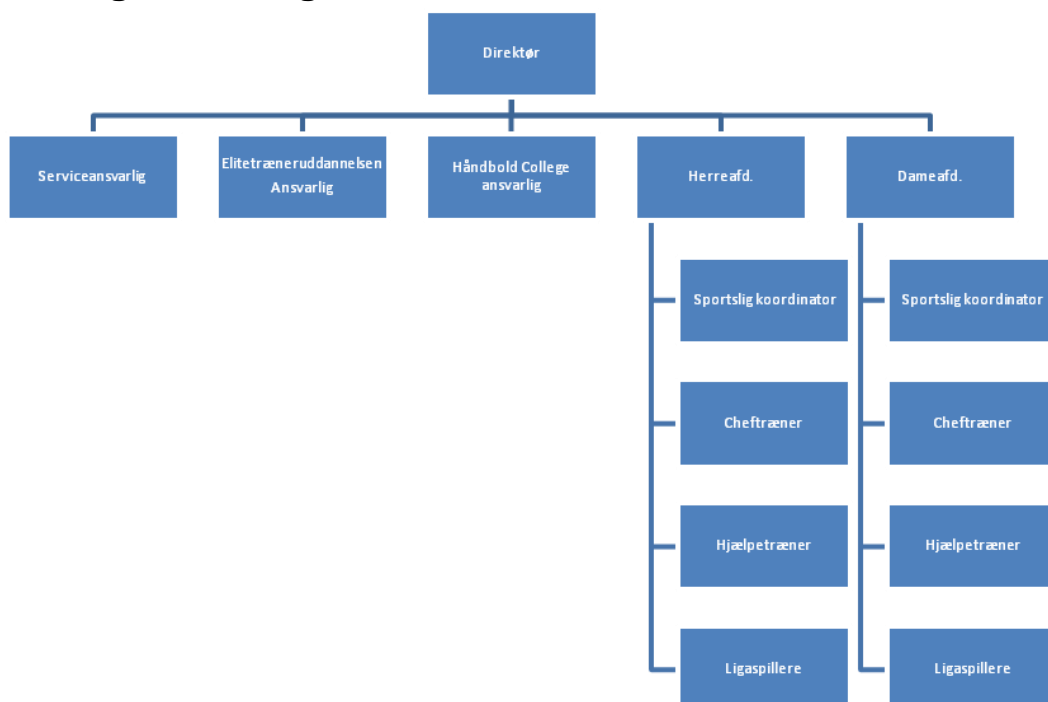 Direktør
Serviceansvarlig
Elitetræneruddannelsen
Ansvarlig
Håndbold College
ansvarlig
Herreafd.
Dameafd.
Sportslig koordinator
Sportslig koordinator
Cheftræner
Cheftræner
Hjælpetræner
Hjælpetræner
Ligaspillere
Ligaspillere